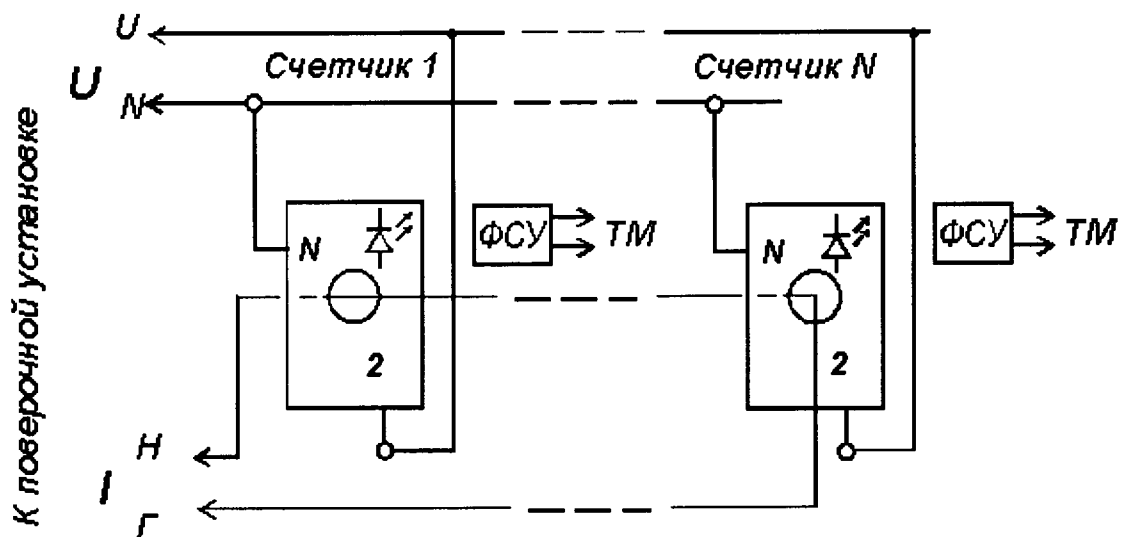 К поверочной установке
U
U
N
Счетчик 1
Счетчик N
N
ФСУ
ТМ
2
N
ФСУ
ТМ
2
I
Н
Г